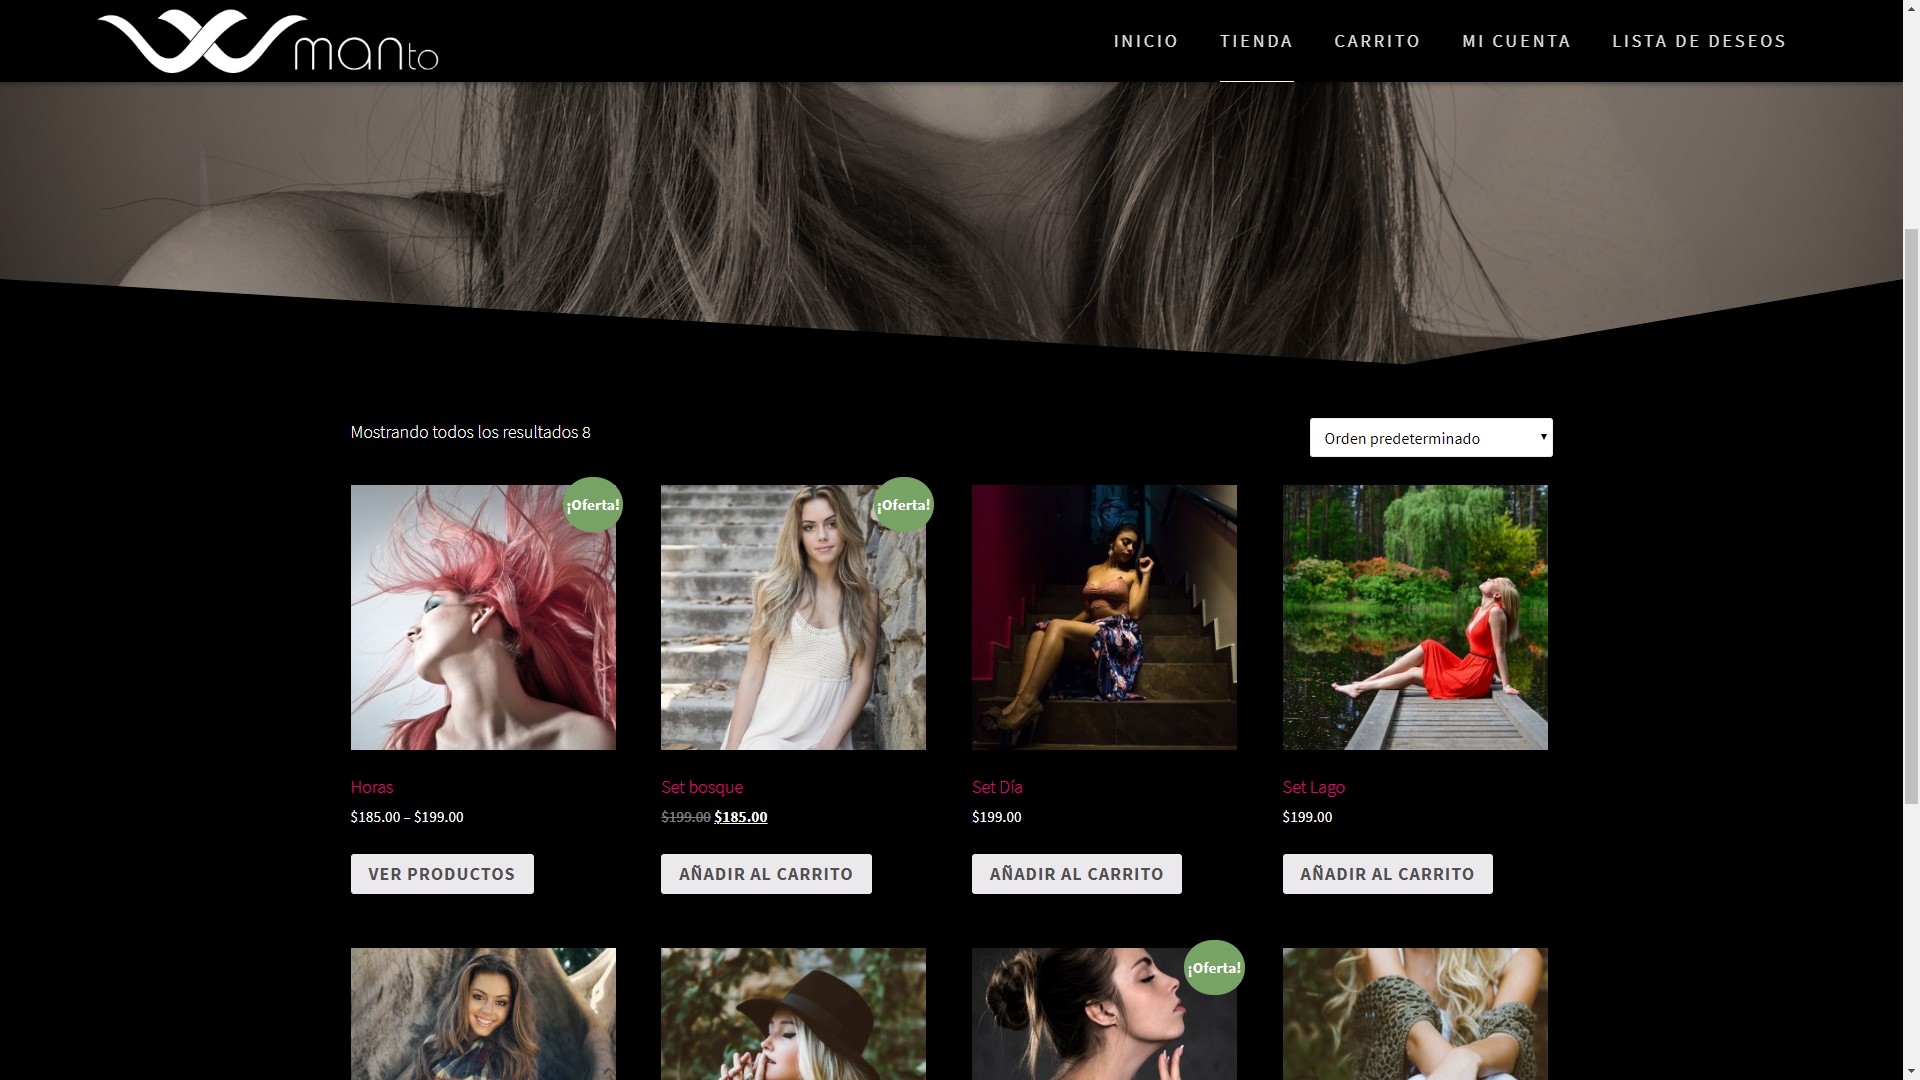 manto
INICIO
TIENDA
CARRITO
MI CUENTA
LISTA DE DESEOS
Mostrando todos los resultados 8
Orden predeterminado
¡Oferta!
¡Oferta!
Horas
Set bosque
Set Día
Set Lago
$185.00 – $199.00
$199.00 $185.00
$199.00
$199.00
VER PRODUCTOS
AÑADIR AL CARRITO
AÑADIR AL CARRITO
AÑADIR AL CARRITO
¡Oferta!